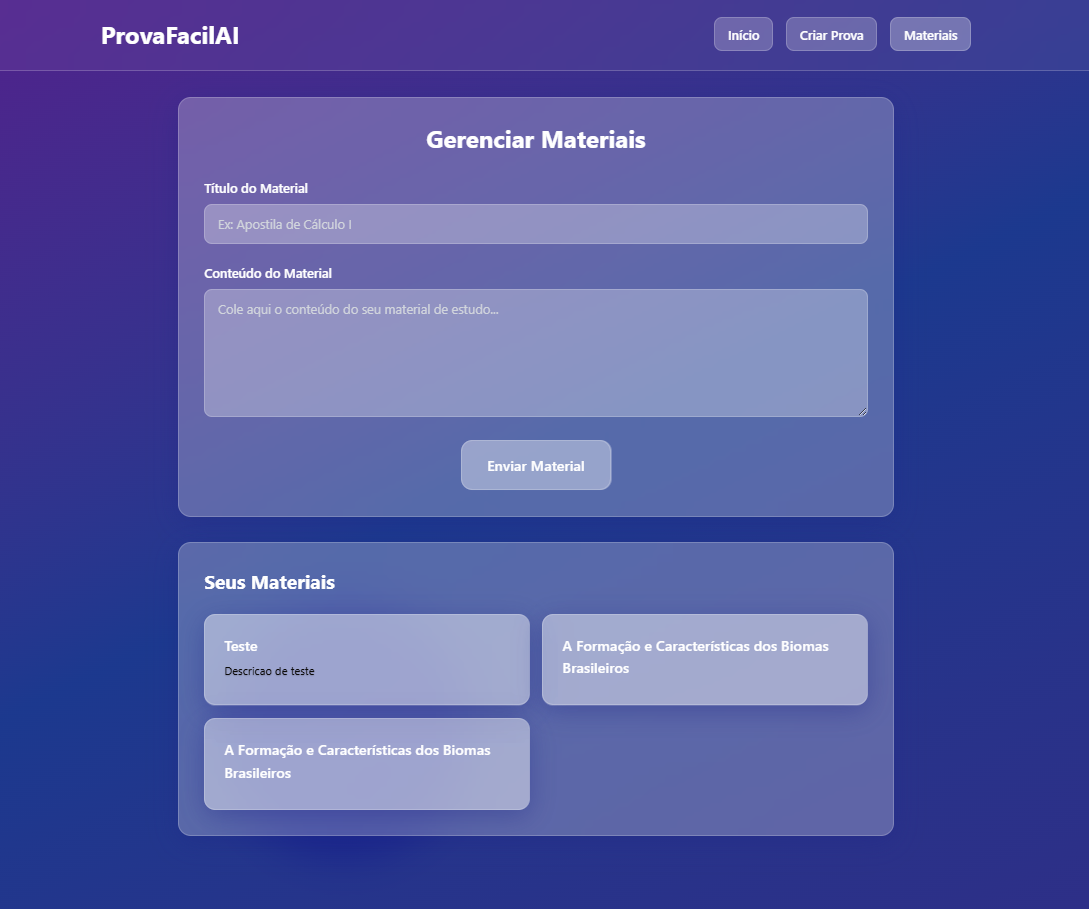 ProvaFacilAI
Início
Criar Prova
Materiais
Gerenciar Materiais
Título do Material
Ex: Apostila de Cálculo I
Conteúdo do Material
Cole aqui o conteúdo do seu material de estudo...
Enviar Material
Seus Materiais
Teste
Descricao de teste
A Formação e Características dos Biomas
Brasileiros
A Formação e Características dos Biomas
Brasileiros